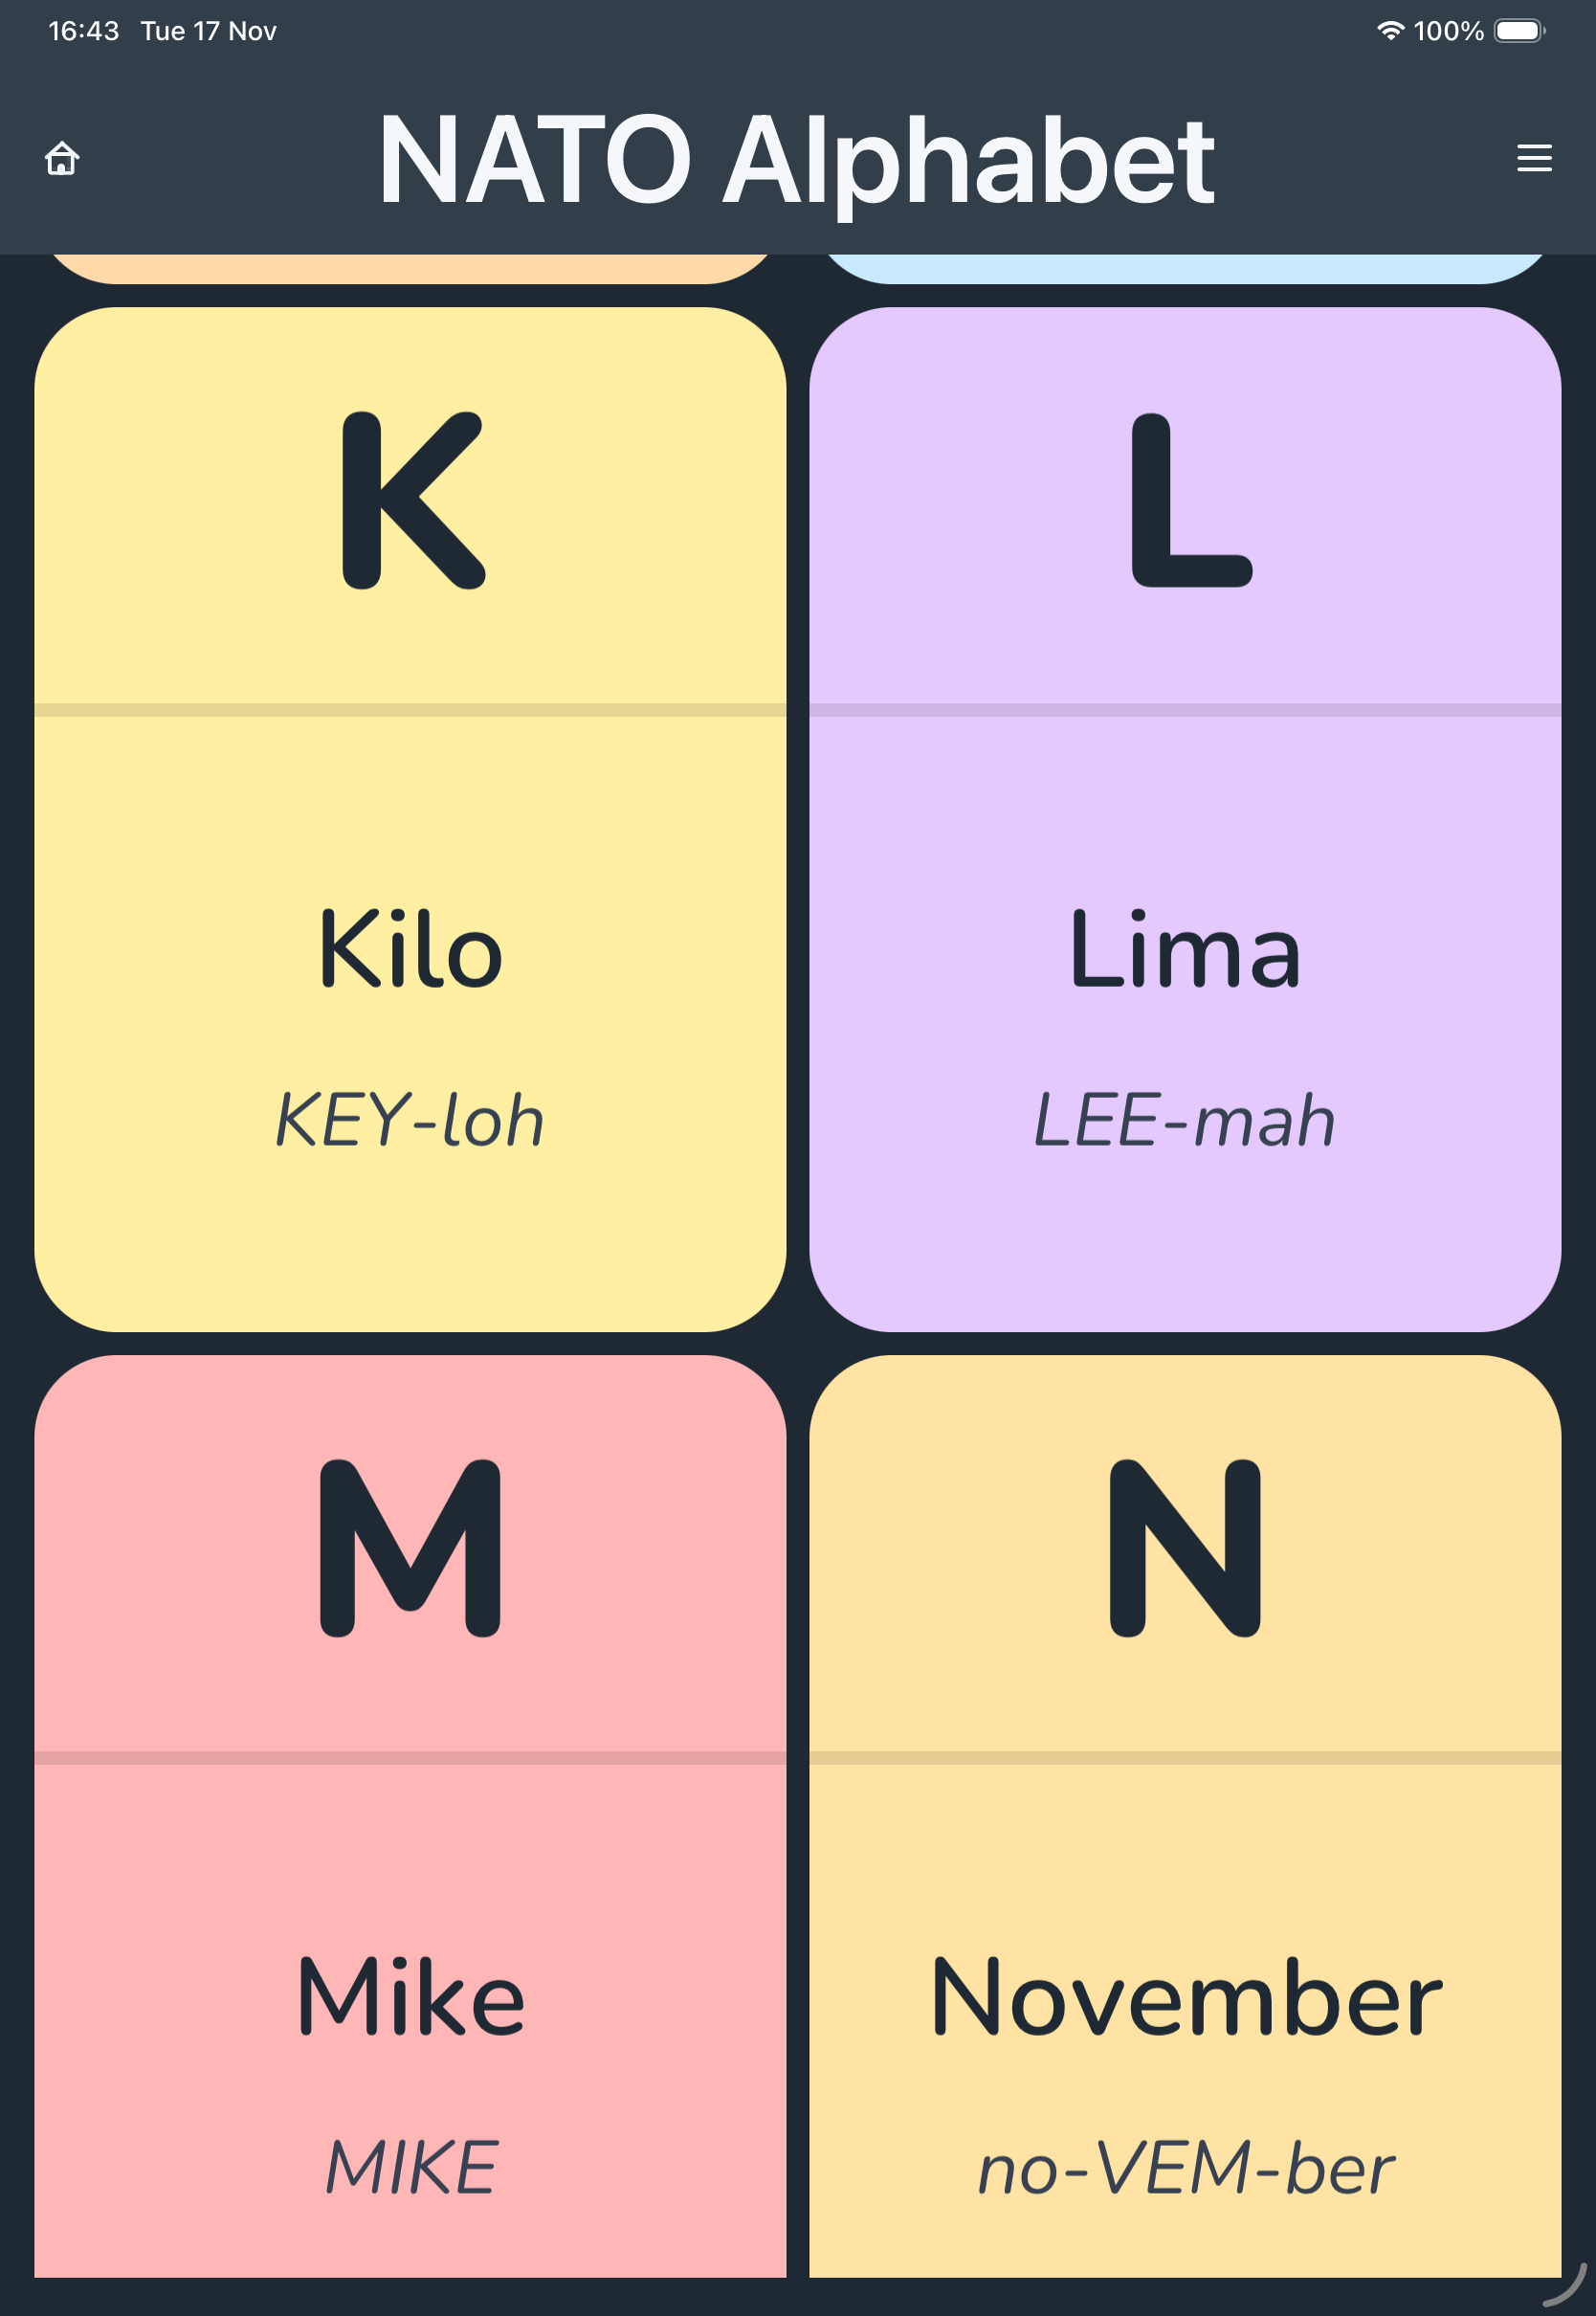 16:43 Tue 17 Nov 100%
NATO Alphabet
K
L
Kilo
KEY-loh
Lima
LEE-mah
M
N
Mike
MIKE
November
no-VEM-ber